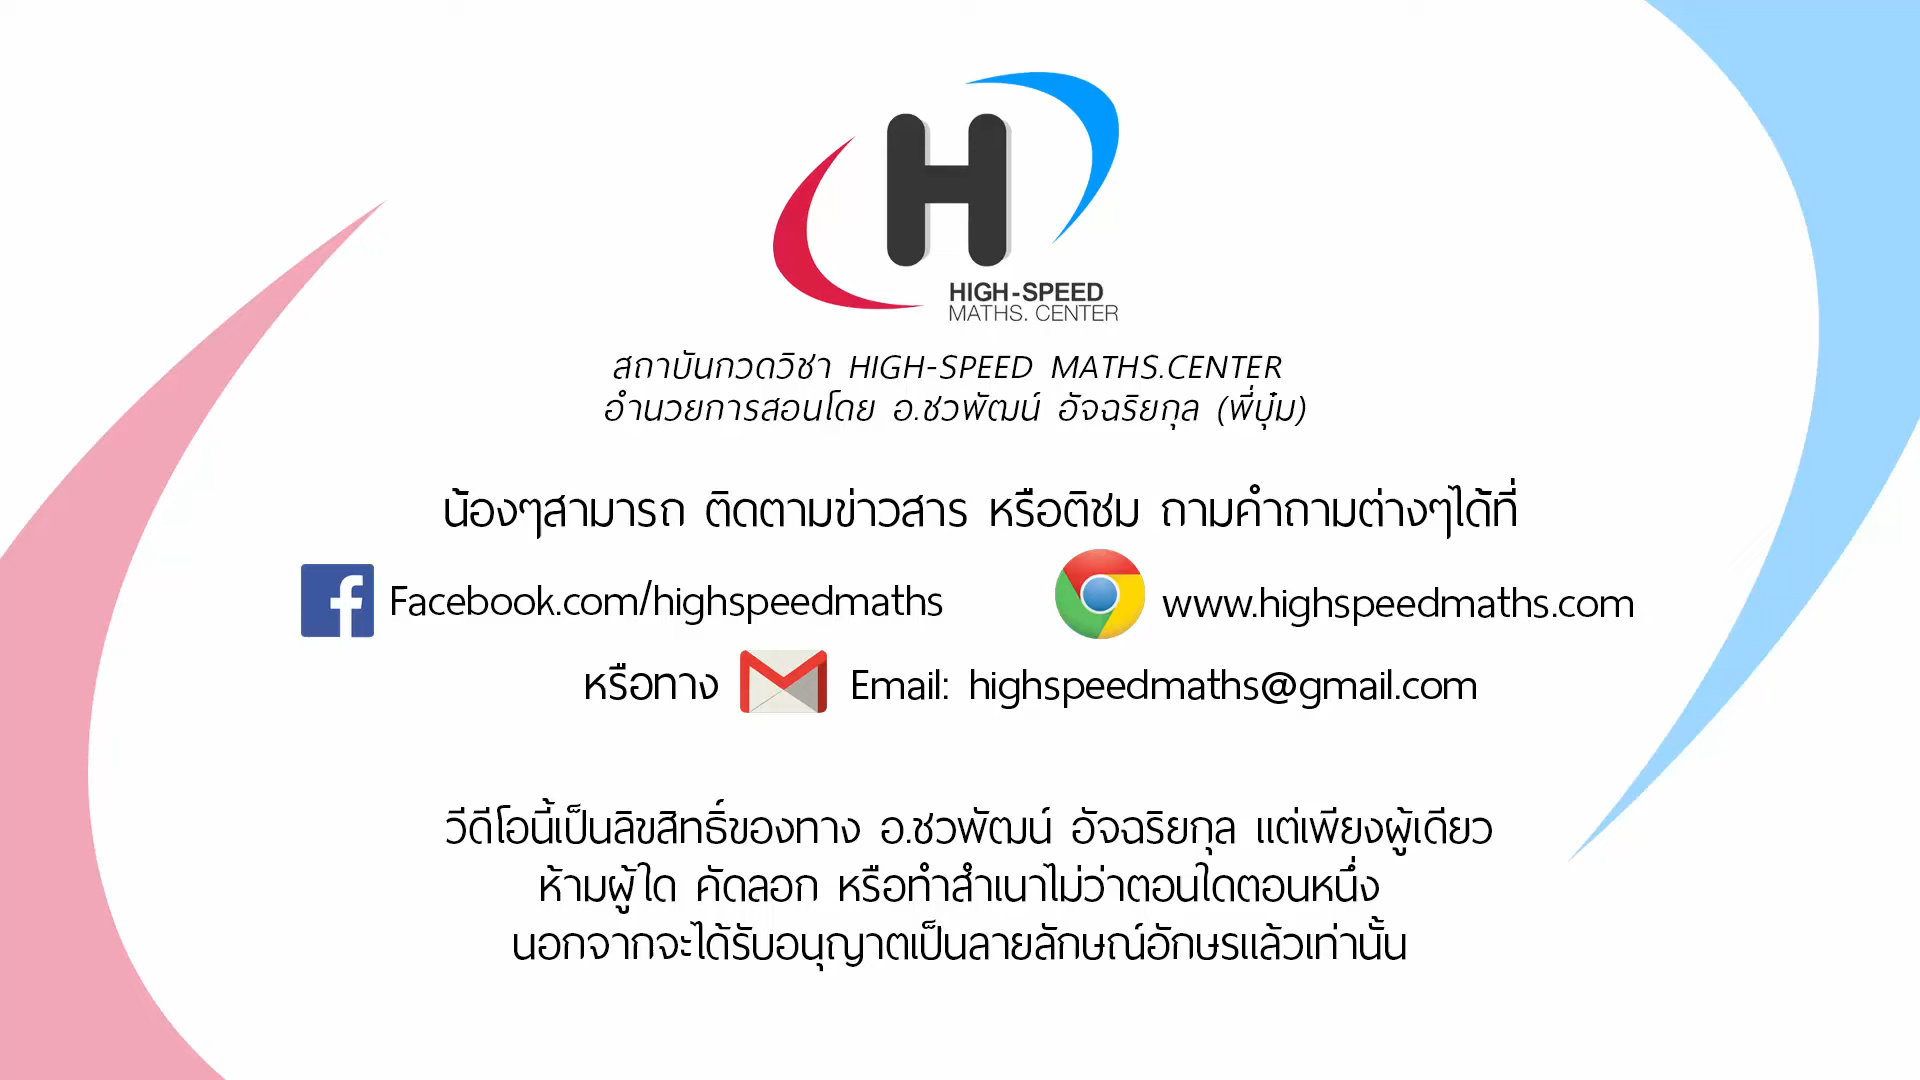 H
HIGH-SPEED
MATHS. CENTER
สถาบันกวดวิชา HIGH-SPEED MATHS.CENTER
อำนวยการสอนโดย อ.ชวพัฒน์ อัจฉริยกุล (พี่บุ๋ม)
น้องๆสามารถ ติดตามข่าวสาร หรือติชม ถามคำถามต่างๆได้ที่
f Facebook.com/highspeedmaths www.highspeedmaths.com
หรือทาง M Email: highspeedmaths@gmail.com
วีดีโอนี้เป็นลิขสิทธิ์ของทาง อ.ชวพัฒน์ อัจฉริยกุล แต่เพียงผู้เดียว
ห้ามผู้ใด คัดลอก หรือทำสำเนาไม่ว่าตอนใดตอนหนึ่ง
นอกจากจะได้รับอนุญาตเป็นลายลักษณ์อักษรแล้วเท่านั้น